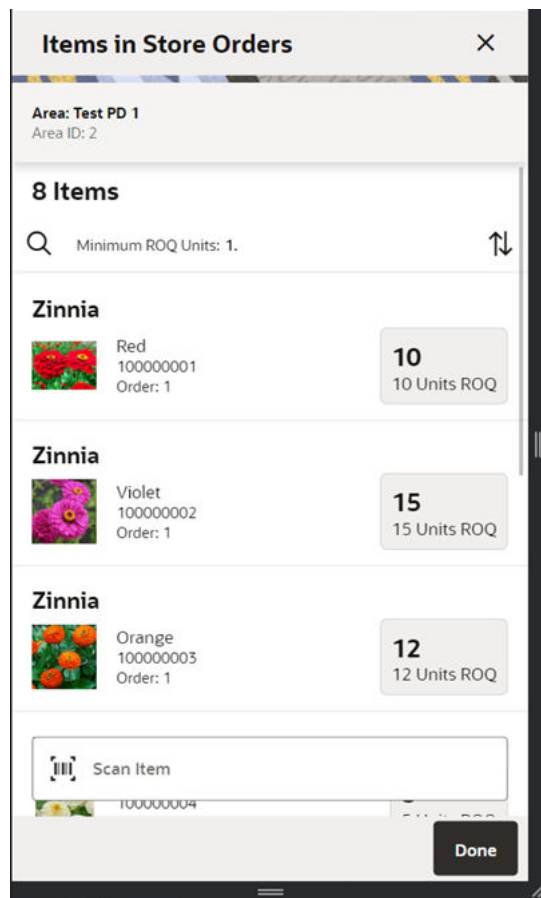 Items in Store Orders
Area: Test PD 1
Area ID: 2
8 Items
Minimum ROQ Units: 1.
Zinnia
Red
100000001
Order: 1
10
10 Units ROQ
Zinnia
Violet
100000002
Order: 1
15
15 Units ROQ
Zinnia
Orange
100000003
Order: 1
12
12 Units ROQ
Scan Item
100000004
Done